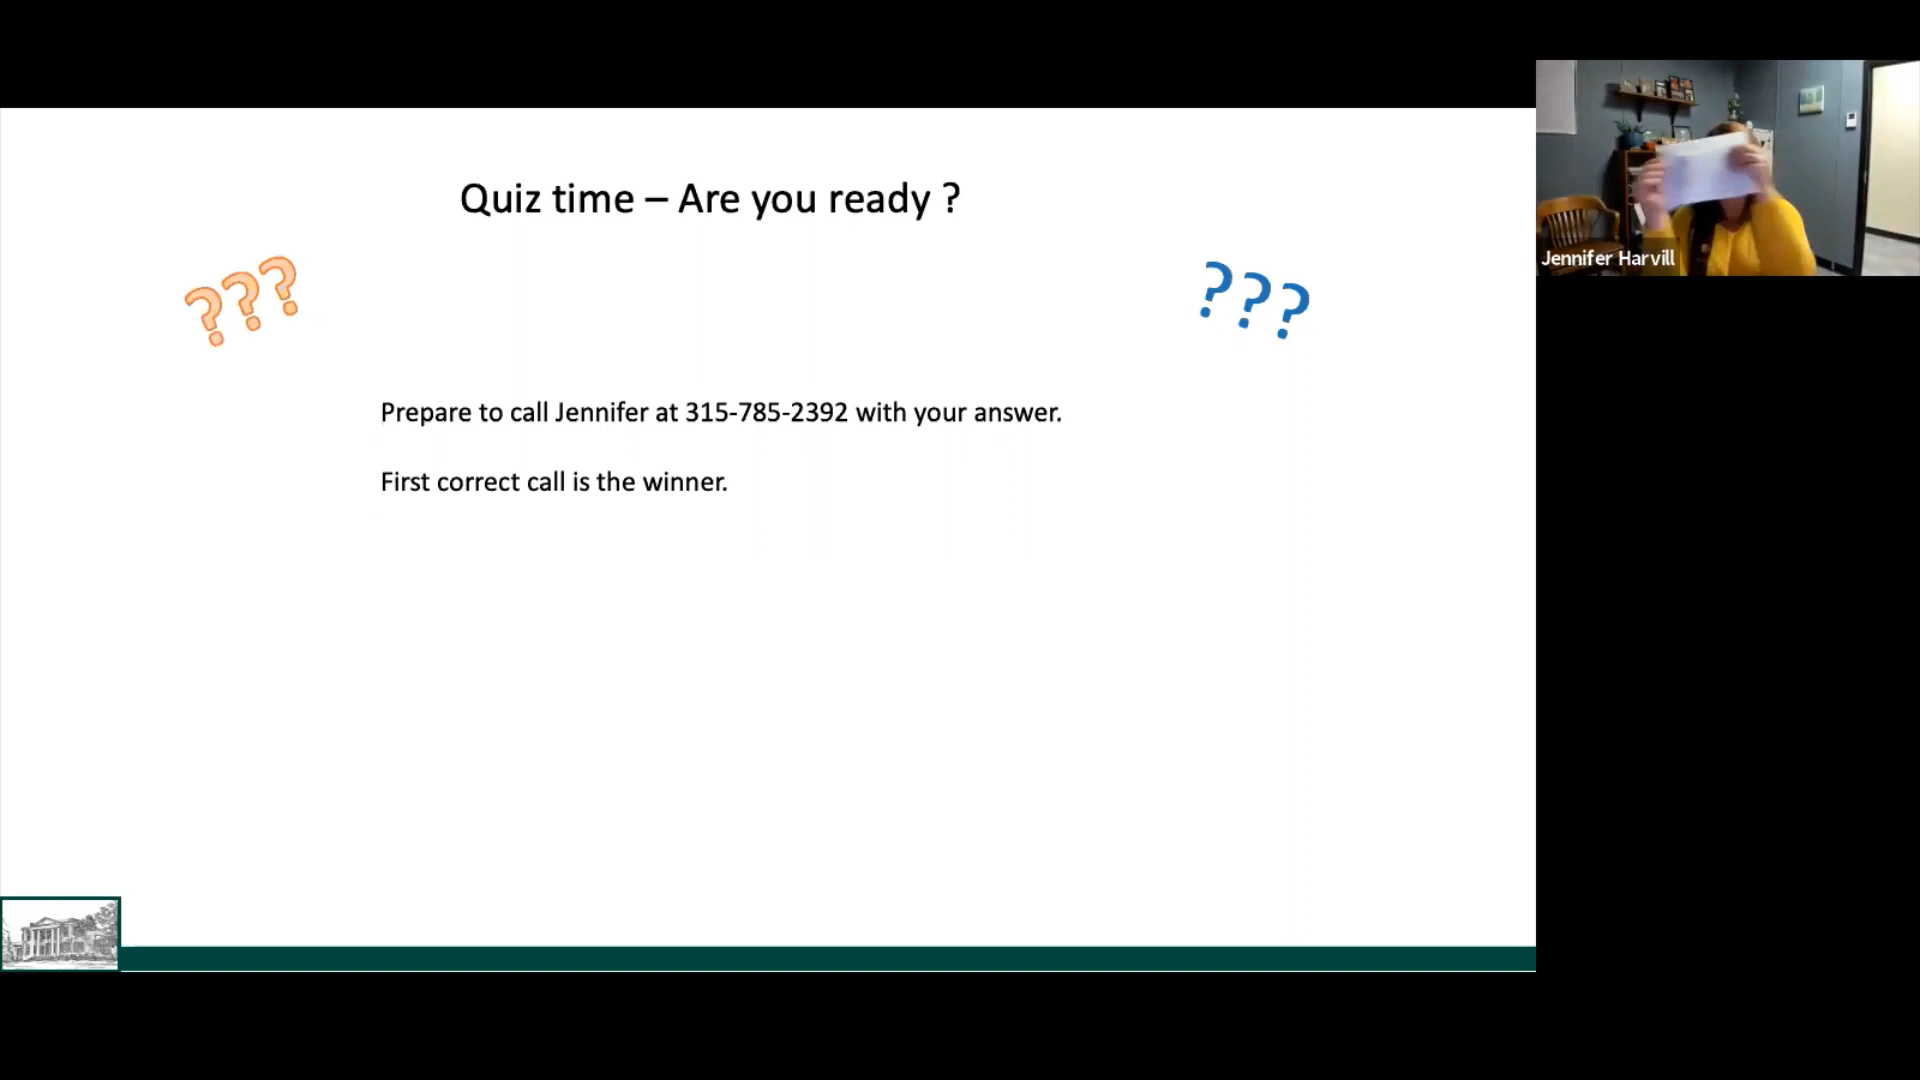 Quiz time – Are you ready ?
???
???
Prepare to call Jennifer at 315-785-2392 with your answer.
First correct call is the winner.
Jennifer Harvill